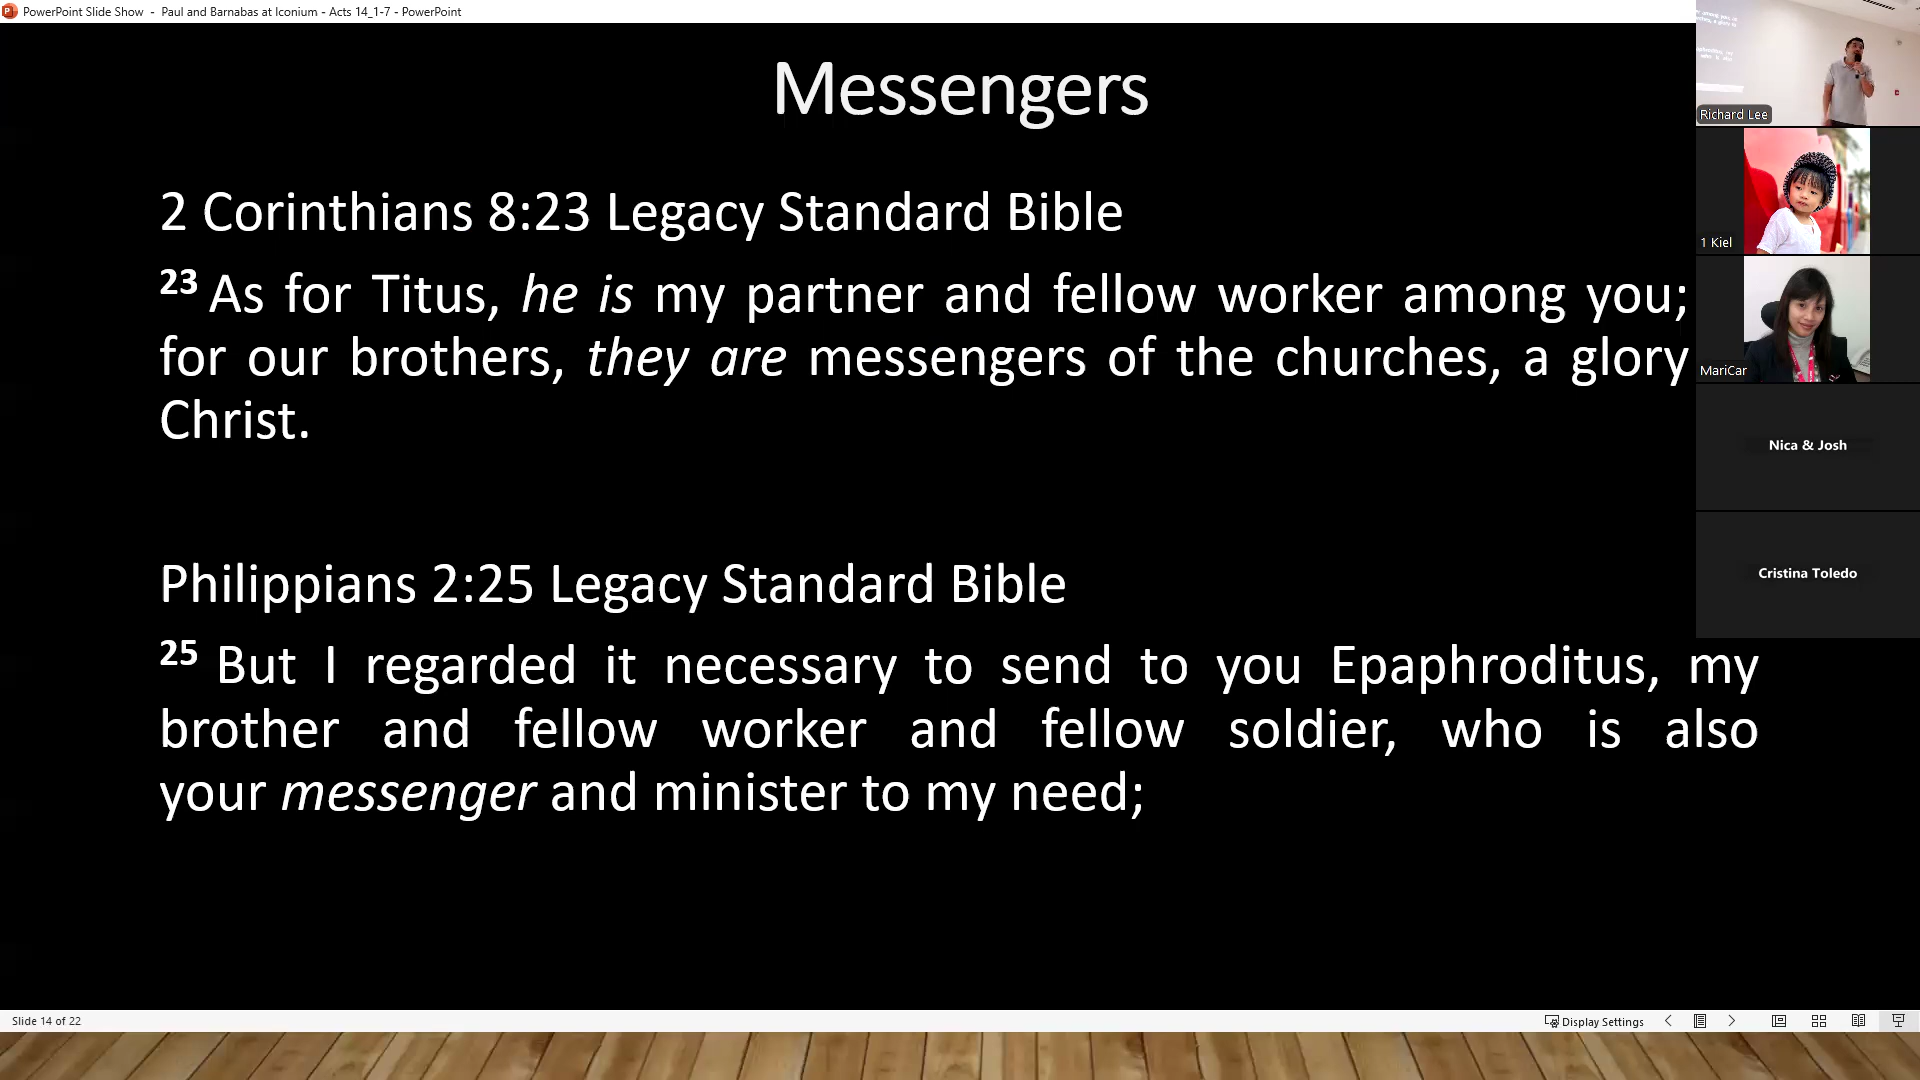 PowerPoint Slide Show - Paul and Barnabas at Iconium - Acts 14_1-7 - PowerPoint
Messengers
2 Corinthians 8:23 Legacy Standard Bible
23 As for Titus, he is my partner and fellow worker among you;
for our brothers, they are messengers of the churches, a glory
Christ.
Philippians 2:25 Legacy Standard Bible
25 But I regarded it necessary to send to you Epaphroditus, my
brother and fellow worker and fellow soldier, who is also
your messenger and minister to my need;
Richard Lee
1 Kiel
MariCar
Nica & Josh
Cristina Toledo
Slide 14 of 22
Display Settings